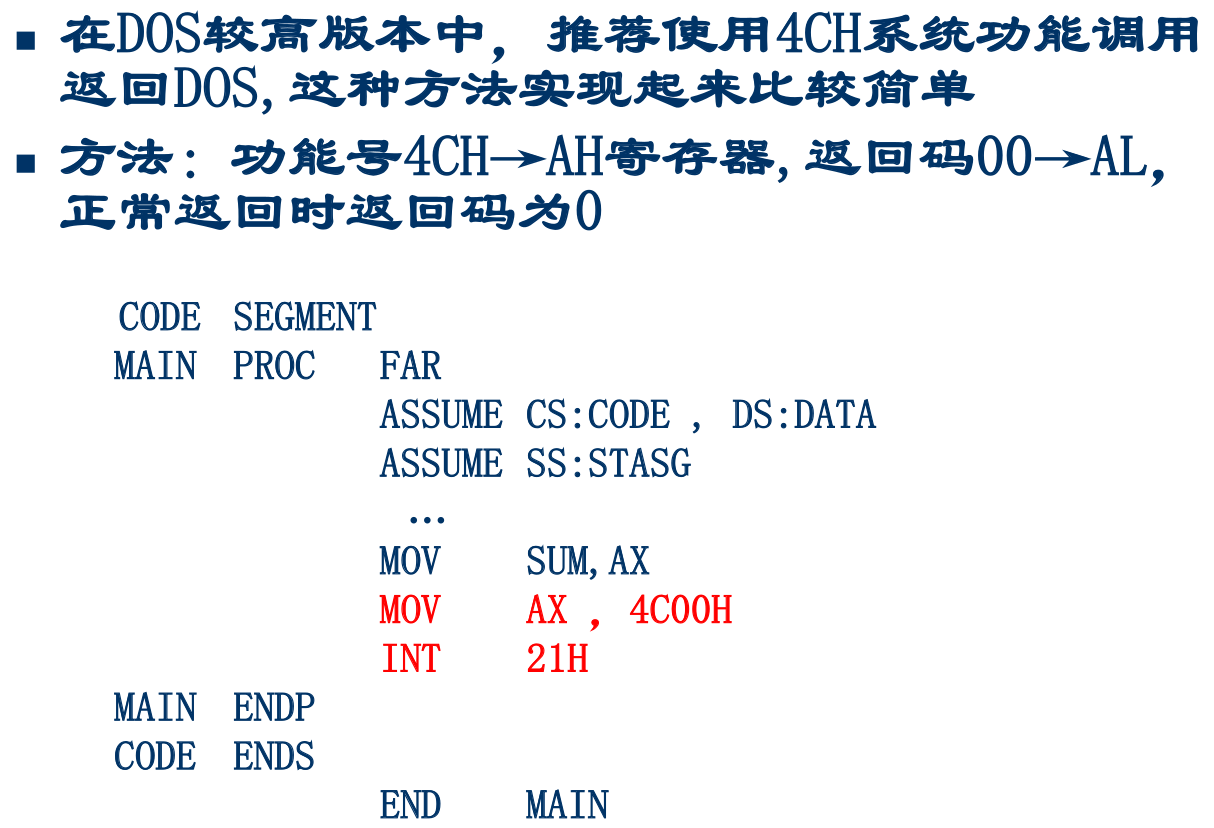 ▪ 在DOS较高版本中，推荐使用4CH系统功能调用
返回DOS,这种方法实现起来比较简单
▪ 方法：功能号4CH→AH寄存器,返回码00→AL，
正常返回时返回码为0
CODE SEGMENT
MAIN PROC FAR
ASSUME CS:CODE , DS:DATA
ASSUME SS:STASG
…
MOV SUM,AX
MOV AX ，4C00H
INT 21H
MAIN ENDP
CODE ENDS
END MAIN